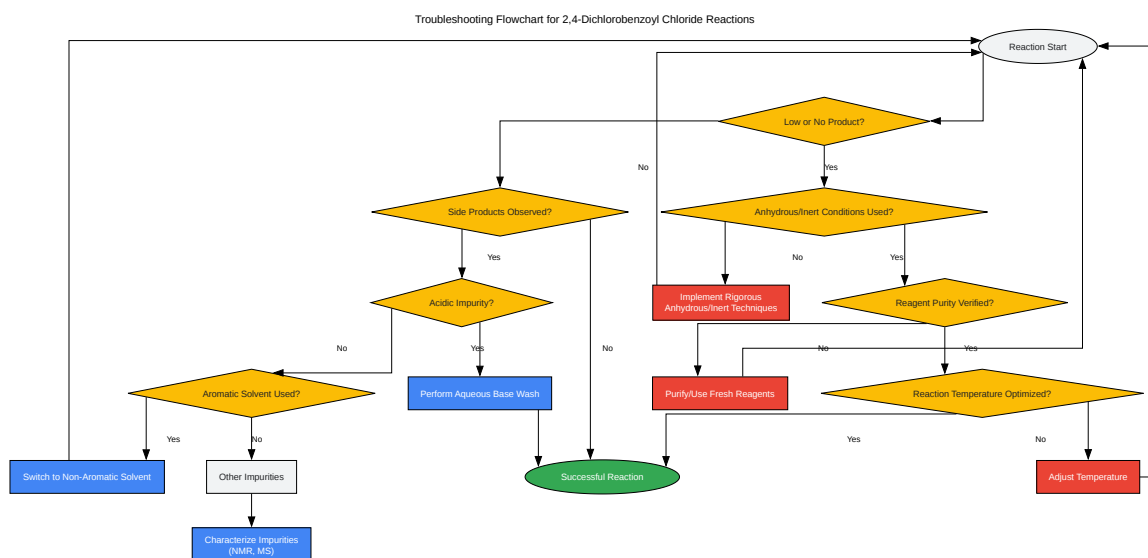 Troubleshooting Flowchart for 2,4-Dichlorobenzoyl Chloride Reactions
Reaction Start
Low or No Product?
No
Yes
Side Products Observed?
Anhydrous/Inert Conditions Used?
Yes
No
Yes
Acidic Impurity?
Implement Rigorous
Anhydrous/Inert Techniques
Reagent Purity Verified?
No
Yes
No
No
Yes
Aromatic Solvent Used?
Perform Aqueous Base Wash
Purify/Use Fresh Reagents
Reaction Temperature Optimized?
Yes
No
Yes
No
Switch to Non-Aromatic Solvent
Other Impurities
Successful Reaction
Adjust Temperature
Characterize Impurities
(NMR, MS)